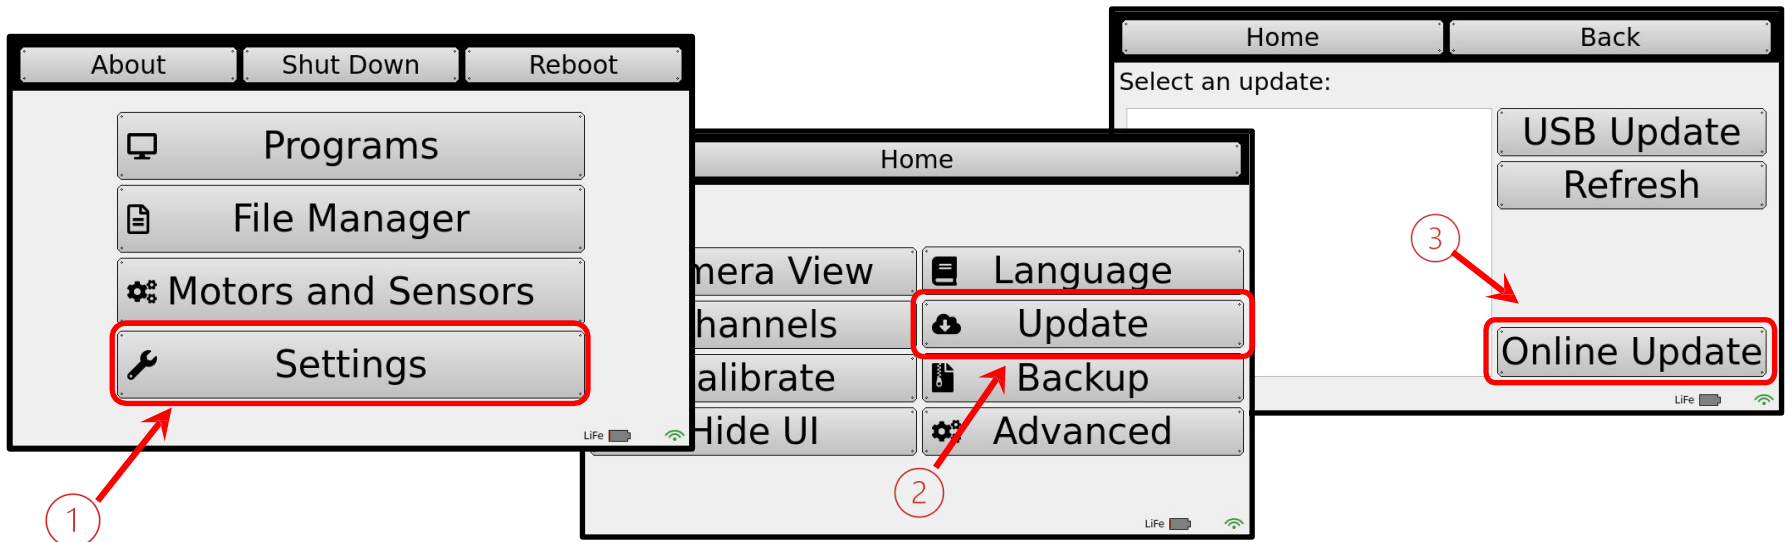 About
Shut Down
Reboot
Programs
File Manager
Motors and Sensors
Settings
LiFe
1
Home
mera View
Language
hannels
Update
alibrate
Backup
Hide UI
Advanced
2
LiFe
Home
Back
Select an update:
USB Update
Refresh
3
Online Update
LiFe